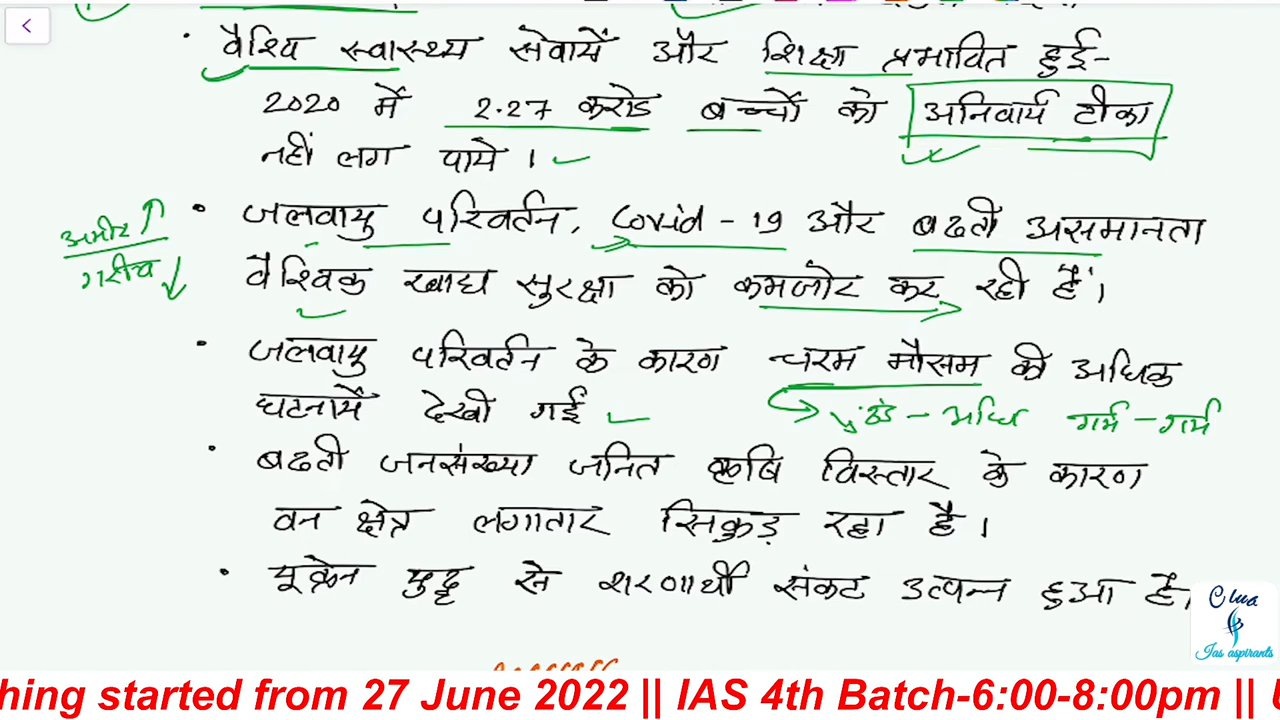 वैश्वि स्वास्थ्य सेवायें और शिक्षा प्रभावित हुई-
2020 में 2.27 करोड बच्चों को अनिवार्य टीका
नहीं लग पाये ।
जलवायु परिवर्तन, Covid-19 और बढती असमानता
अमीर ↑
गरीब ↓
वैश्विक खाद्य सुरक्षा को कमजोर कर रही हैं।
जलवायु परिवर्तन के कारण चरम मौसम की अधिक
घटनायें देखी गई
ठंड - अधि गर्म - गर्म
बढती जनसंख्या जनित कृषि विस्तार के कारण
वन क्षेत्र लगातार सिकुड़ रहा है।
यूक्रेन युद्ध से शरणार्थी संकट उत्पन्न हुआ है।
Clue
Ias aspirants
hing started from 27 June 2022 || IAS 4th Batch-6:00-8:00pm || U